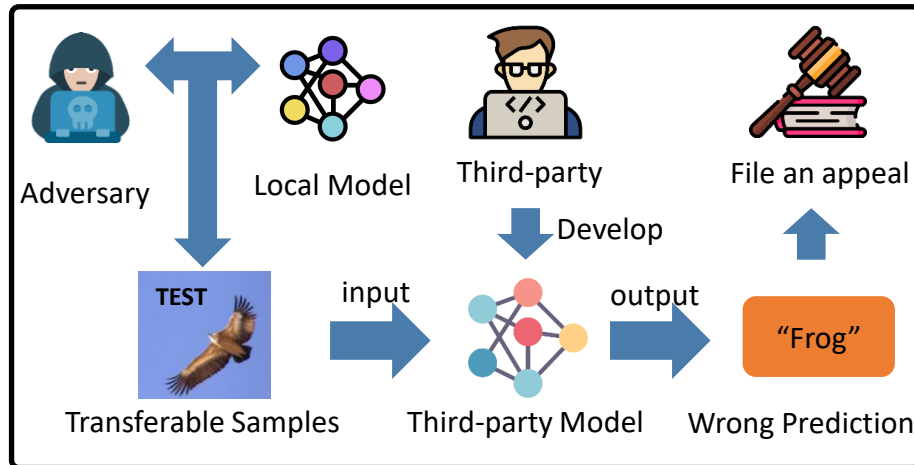 Adversary
Local Model
Third-party
File an appeal
Develop
TEST
input
output
“Frog”
Transferable Samples
Third-party Model
Wrong Prediction